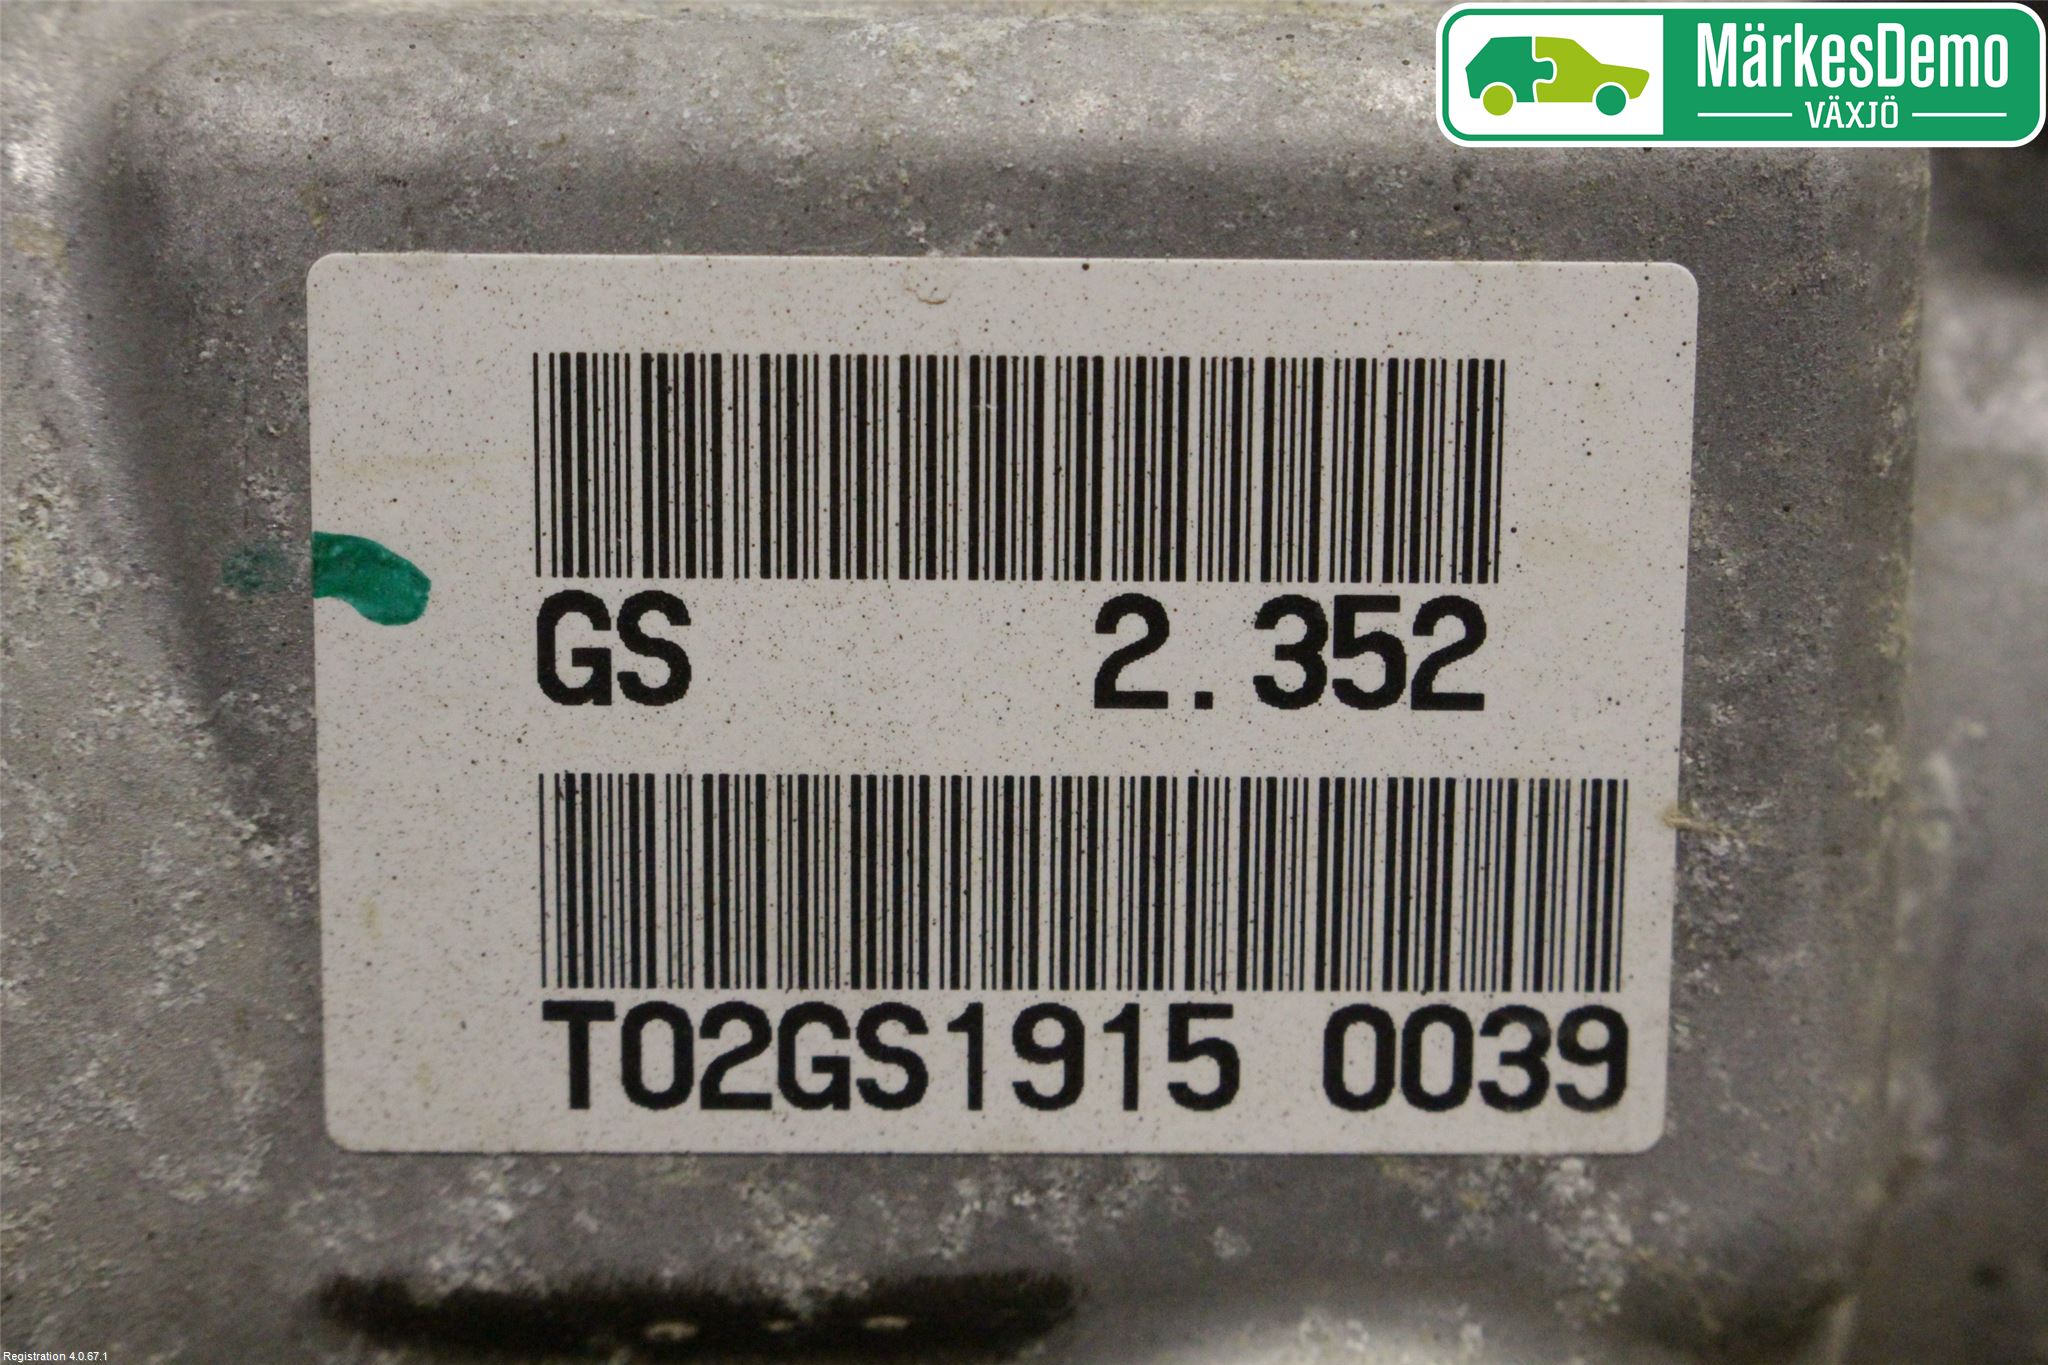 MärkesDemo
VÄXJÖ
GS 2.352
T02GS1915 0039
Registration 4.0.67.1